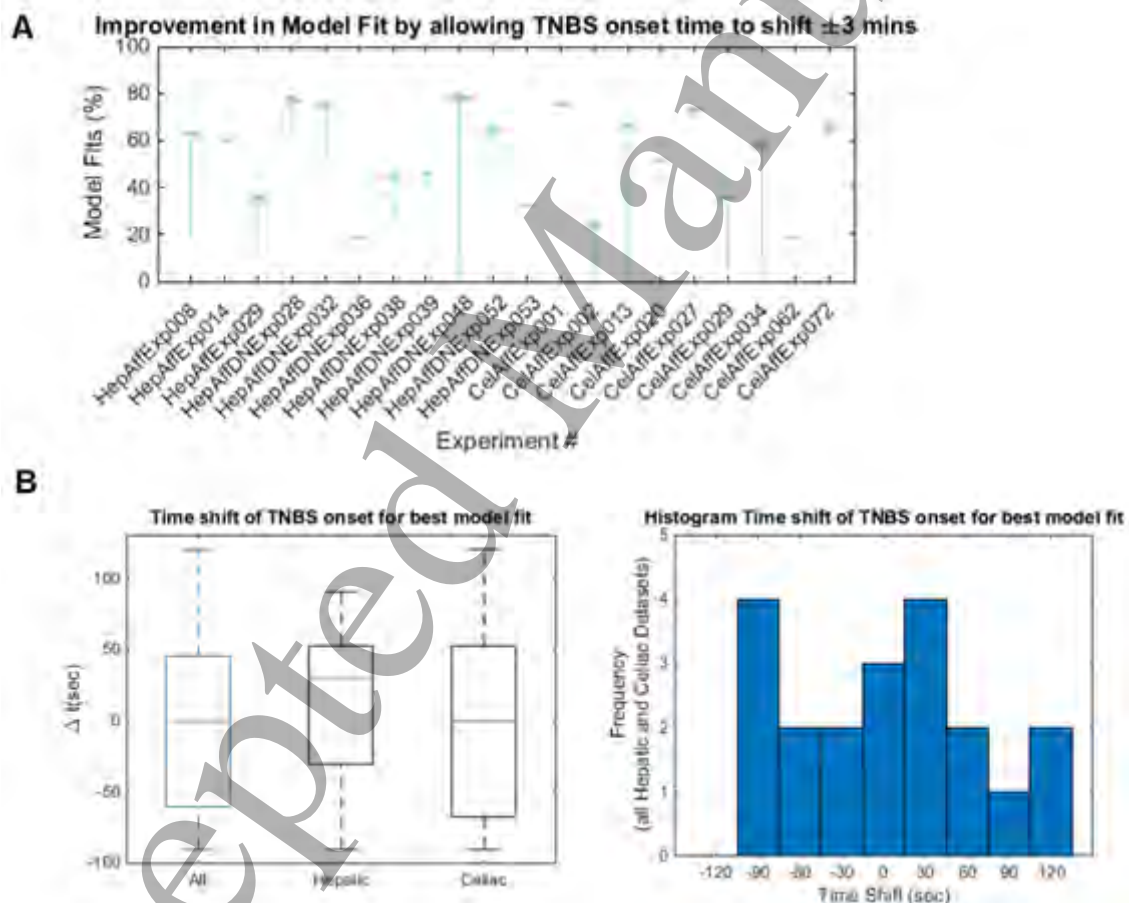 A
Improvement in Model Fit by allowing TNBS onset time to shift ±3 mins
100
80
60
40
20
0
Model Fits (%)
HepAffExp008
HepAffExp014
HepAffExp029
HepAffDNExp028
HepAffDNExp032
HepAffDNExp036
HepAffDNExp038
HepAffDNExp039
HepAffDNExp048
HepAffDNExp052
HepAffDNExp053
CelAffExp001
CelAffExp002
CelAffExp013
CelAffExp027
CelAffExp029
CelAffExp034
CelAffExp062
CelAffExp072
Experiment #
B
Time shift of TNBS onset for best model fit
100
50
0
-50
-100
Δ t(sec)
All
Hepatic
Celiac
Histogram Time shift of TNBS onset for best model fit
5
4
3
2
1
0
Frequency
(all Hepatic and Celiac Datasets)
-120 -90 -60 -30 0 30 60 90 120
Time Shift (sec)
epted Man